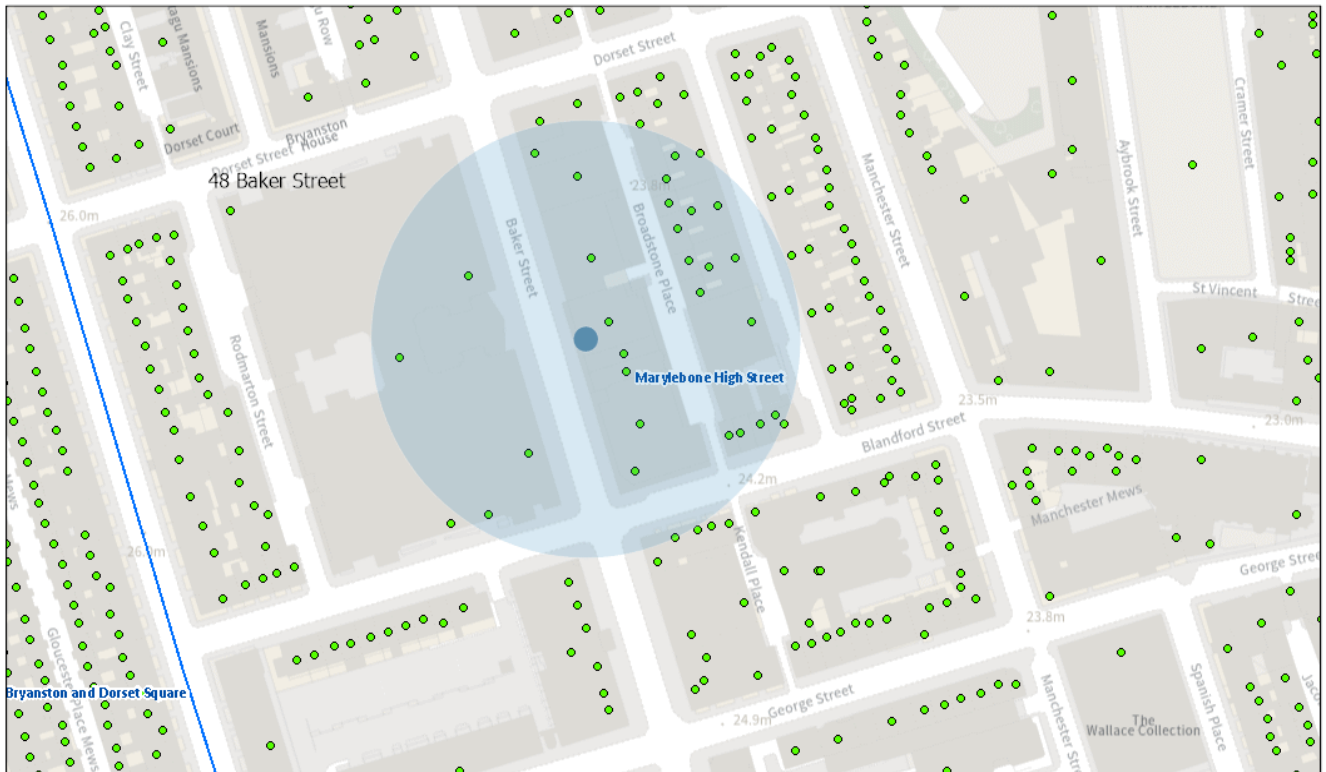 Clay Street
Mansions
Dorset Street
Dorset Court
Bryanston
House
Dorset Street
48 Baker Street
26.0m
23.8m
Baker Street
Broadstone Place
Manchester Street
Aybrook Street
Cramer Street
St Vincent
Rodmarton Street
Marylebone High Street
23.5m
Blandford Street
23.0m
24.2m
Manchester Mews
Mews
26.0m
Kendall Place
George Stree
23.8m
Gloucester Place Mews
Bryanston and Dorset Square
George Street
24.9m
Manchester Stree
The
Wallace Collection
Spanish Place